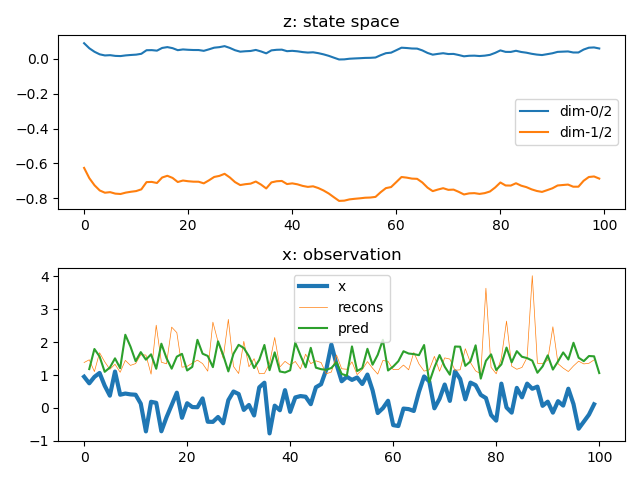 z: state space
0.0
−0.2
−0.4
−0.6
−0.8
dim-0/2
dim-1/2
0 20 40 60 80 100
x: observation
4
3
2
1
0
−1
x
recons
pred
0 20 40 60 80 100